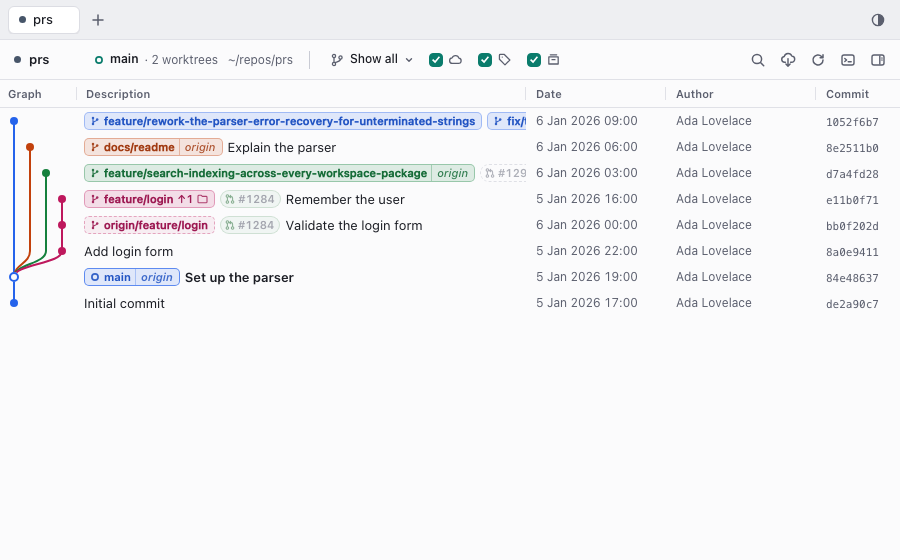 prs
prs main · 2 worktrees ~/repos/prs Show all
Graph Description Date Author Commit
feature/rework-the-parser-error-recovery-for-unterminated-strings fix/ 6 Jan 2026 09:00 Ada Lovelace 1052f6b7
docs/readme origin Explain the parser 6 Jan 2026 06:00 Ada Lovelace 8e2511b0
feature/search-indexing-across-every-workspace-package origin #129 6 Jan 2026 03:00 Ada Lovelace d7a4fd28
feature/login ↑1 #1284 Remember the user 5 Jan 2026 16:00 Ada Lovelace e11b0f71
origin/feature/login #1284 Validate the login form 6 Jan 2026 00:00 Ada Lovelace bb0f202d
Add login form 5 Jan 2026 22:00 Ada Lovelace 8a0e9411
main origin Set up the parser 5 Jan 2026 19:00 Ada Lovelace 84e48637
Initial commit 5 Jan 2026 17:00 Ada Lovelace de2a90c7